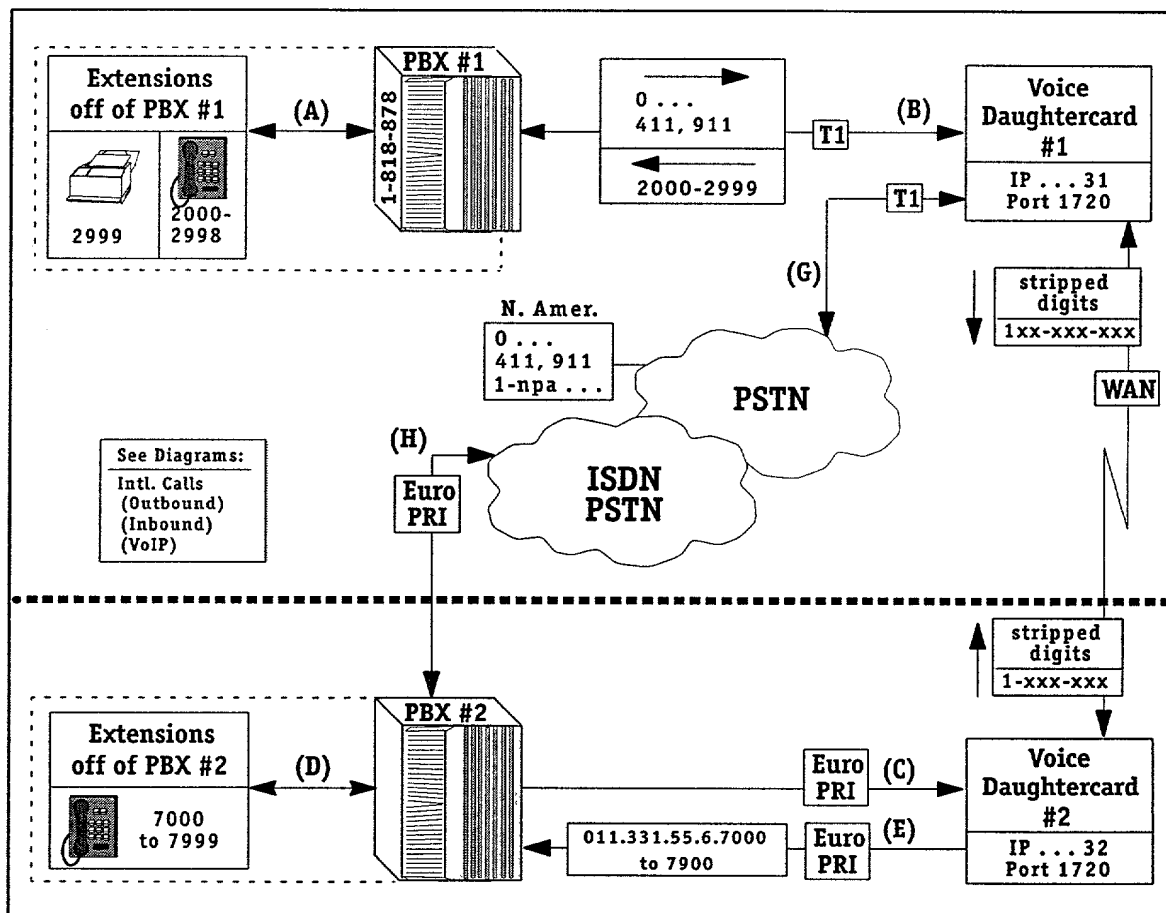 Extensions
off of PBX #1
2999
2000-
2998
(A)
PBX #1
1-818-878
0 ...
411, 911
2000-2999
T1
(B)
Voice
Daughtercard
#1
IP ... 31
Port 1720
T1
(G)
stripped
digits
1xx-xxx-xxx
WAN
N. Amer.
0 ...
411, 911
1-npa ...
PSTN
(H)
ISDN
PSTN
Euro
PRI
See Diagrams:
Intl. Calls
(Outbound)
(Inbound)
(VoIP)
stripped
digits
1-xxx-xxx
Extensions
off of PBX #2
7000
to 7999
(D)
PBX #2
Euro
PRI
(C)
011.331.55.6.7000
to 7900
Euro
PRI
(E)
Voice
Daughtercard
#2
IP ... 32
Port 1720